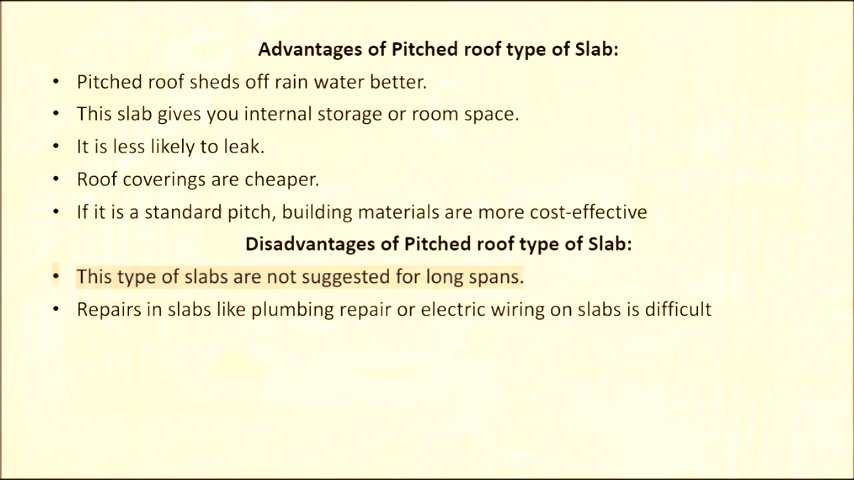 Advantages of Pitched roof type of Slab:
• Pitched roof sheds off rain water better.
• This slab gives you internal storage or room space.
• It is less likely to leak.
• Roof coverings are cheaper.
• If it is a standard pitch, building materials are more cost-effective
Disadvantages of Pitched roof type of Slab:
• This type of slabs are not suggested for long spans.
• Repairs in slabs like plumbing repair or electric wiring on slabs is difficult